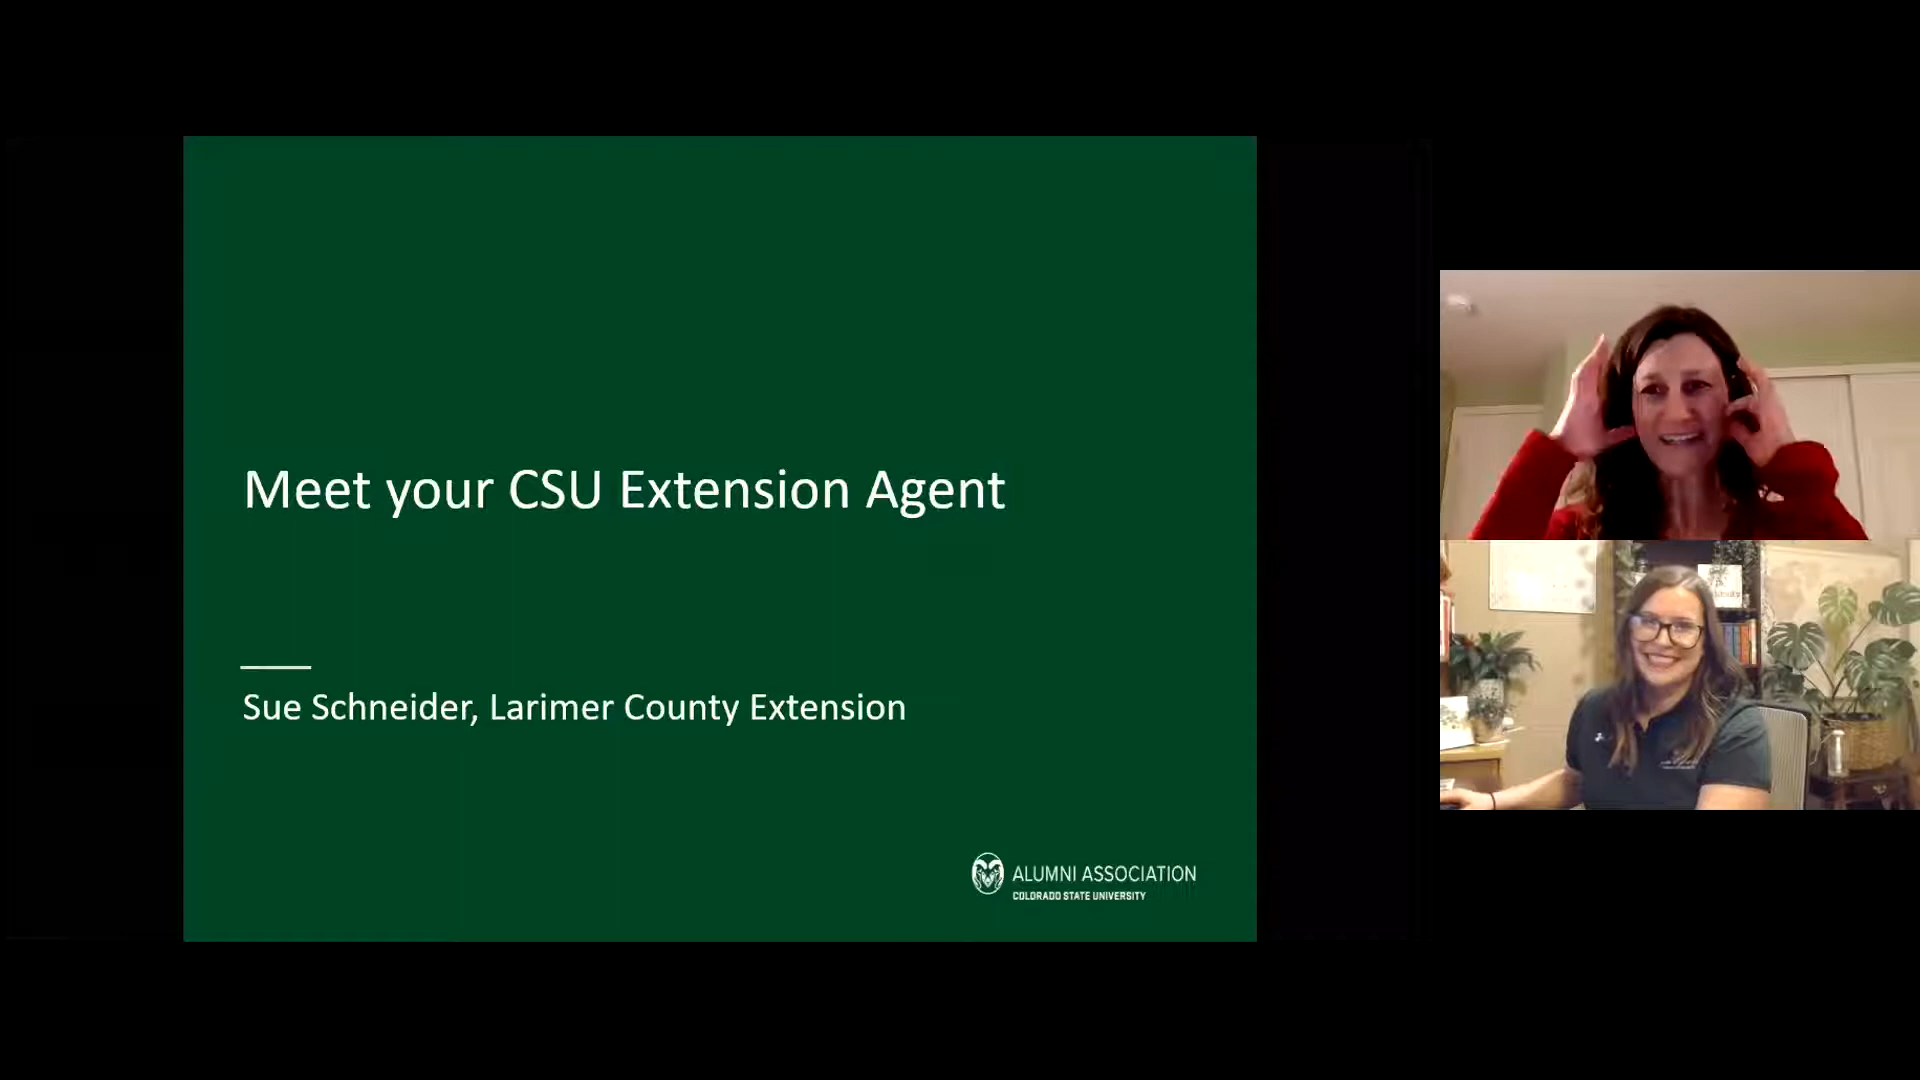 Meet your CSU Extension Agent
Sue Schneider, Larimer County Extension
ALUMNI ASSOCIATION
COLORADO STATE UNIVERSITY